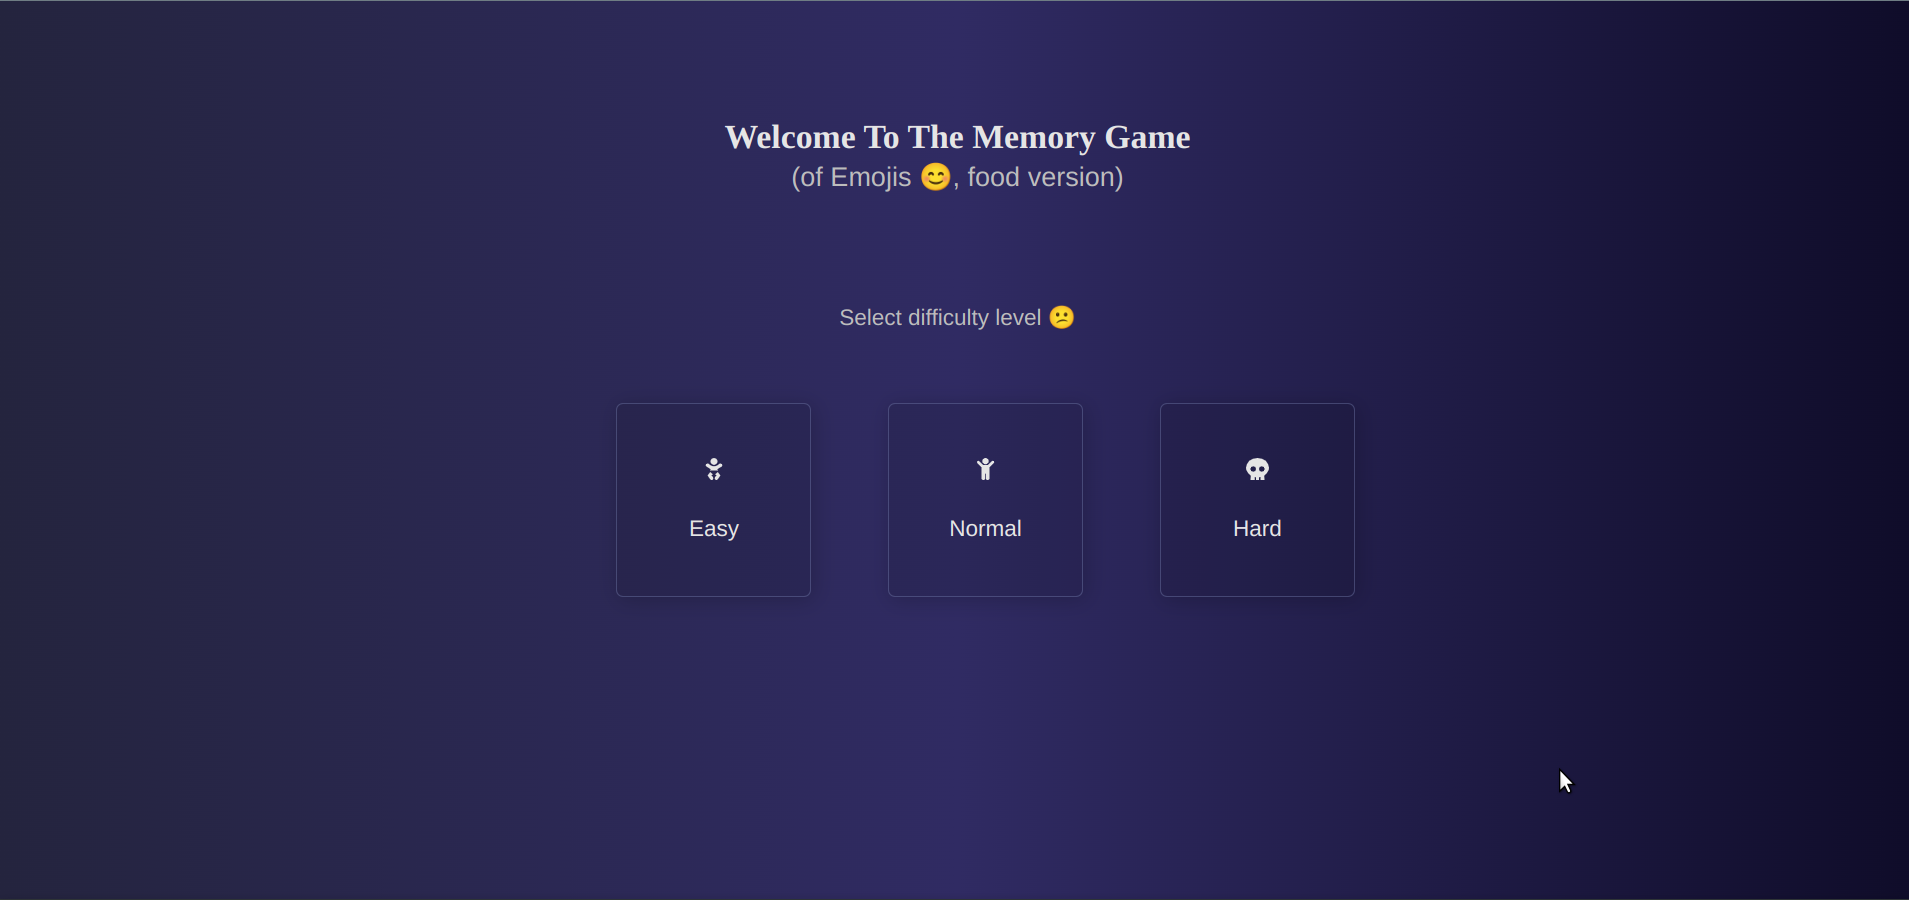 Welcome To The Memory Game
(of Emojis 😊, food version)
Select difficulty level 😕
Easy
Normal
Hard